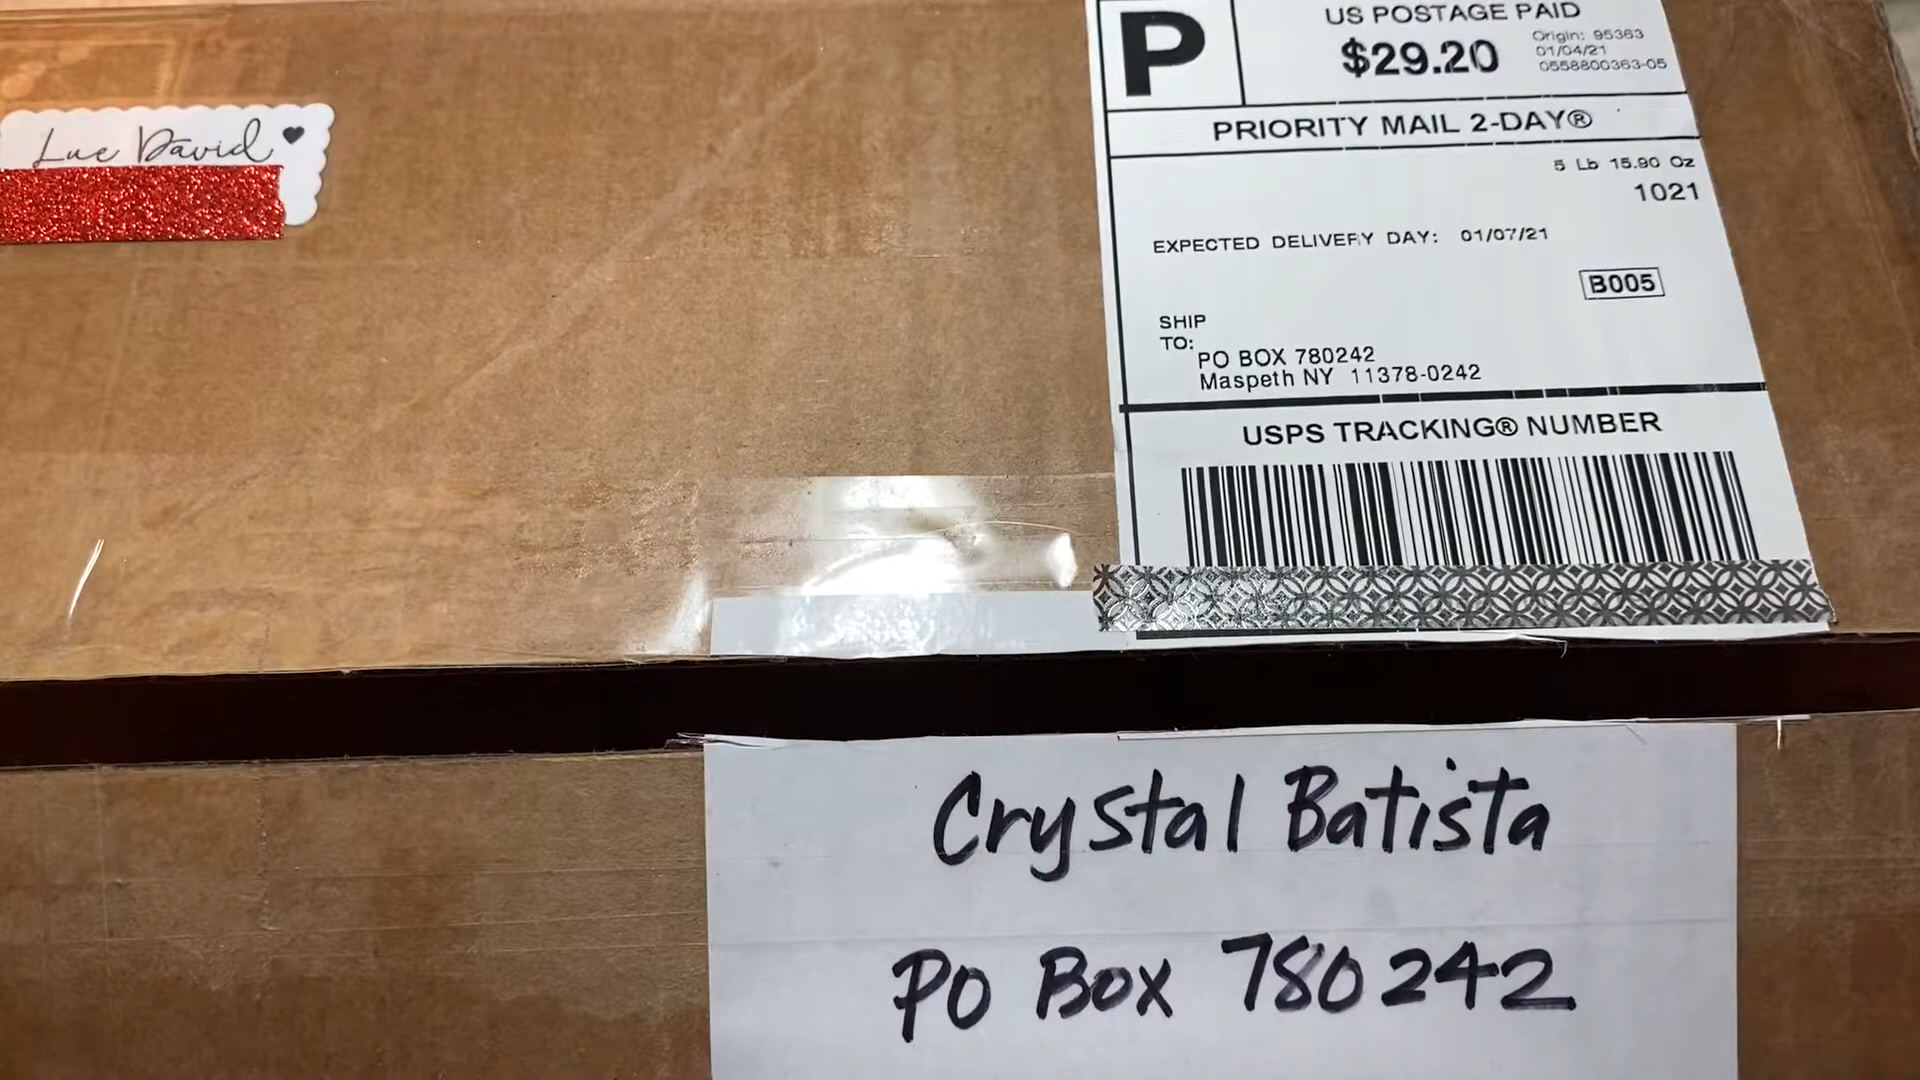 Lue David
P
US POSTAGE PAID
$29.20
Origin: 95363
01/04/21
0558800363-05
PRIORITY MAIL 2-DAY®
5 Lb 15.90 Oz
1021
EXPECTED DELIVERY DAY: 01/07/21
B005
SHIP
TO:
PO BOX 780242
Maspeth NY 11378-0242
USPS TRACKING® NUMBER
Crystal Batista
PO Box 780242